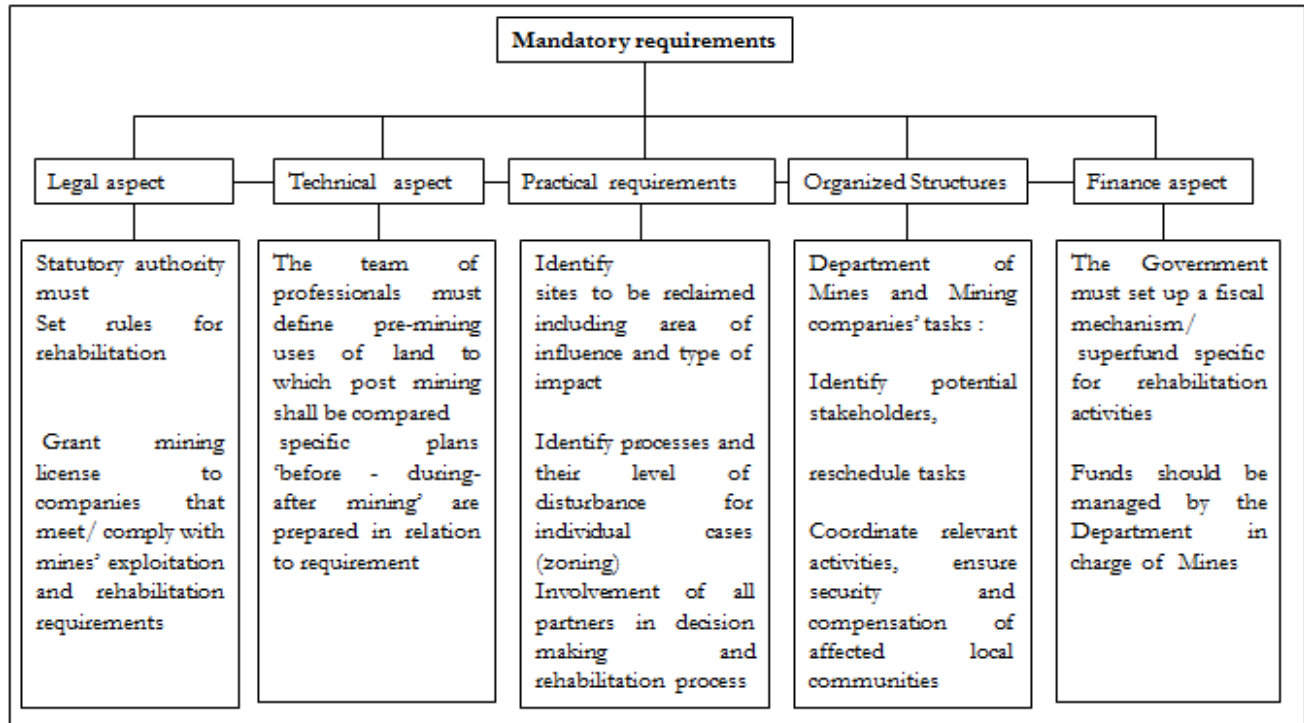 Mandatory requirements
Legal aspect
Technical aspect
Practical requirements
Organized Structures
Finance aspect
Statutory authority
must
Set rules for
rehabilitation
Grant mining
license to
companies that
meet/ comply with
mines' exploitation
and rehabilitation
requirements
The team of
professionals must
define pre-mining
uses of land to
which post mining
shall be compared
specific plans
'before - during-
after mining' are
prepared in relation
to requirement
Identify
sites to be reclaimed
including area of
influence and type of
impact
Identify processes and
their level of
disturbance for
individual cases
(zoning)
Involvement of all
partners in decision
making and
rehabilitation process
Department of
Mines and Mining
companies' tasks :
Identify potential
stakeholders,
reschedule tasks
Coordinate relevant
activities, ensure
security and
compensation of
affected local
communities
The Government
must set up a fiscal
mechanism/
superfund specific
for rehabilitation
activities
Funds should be
managed by the
Department in
charge of Mines